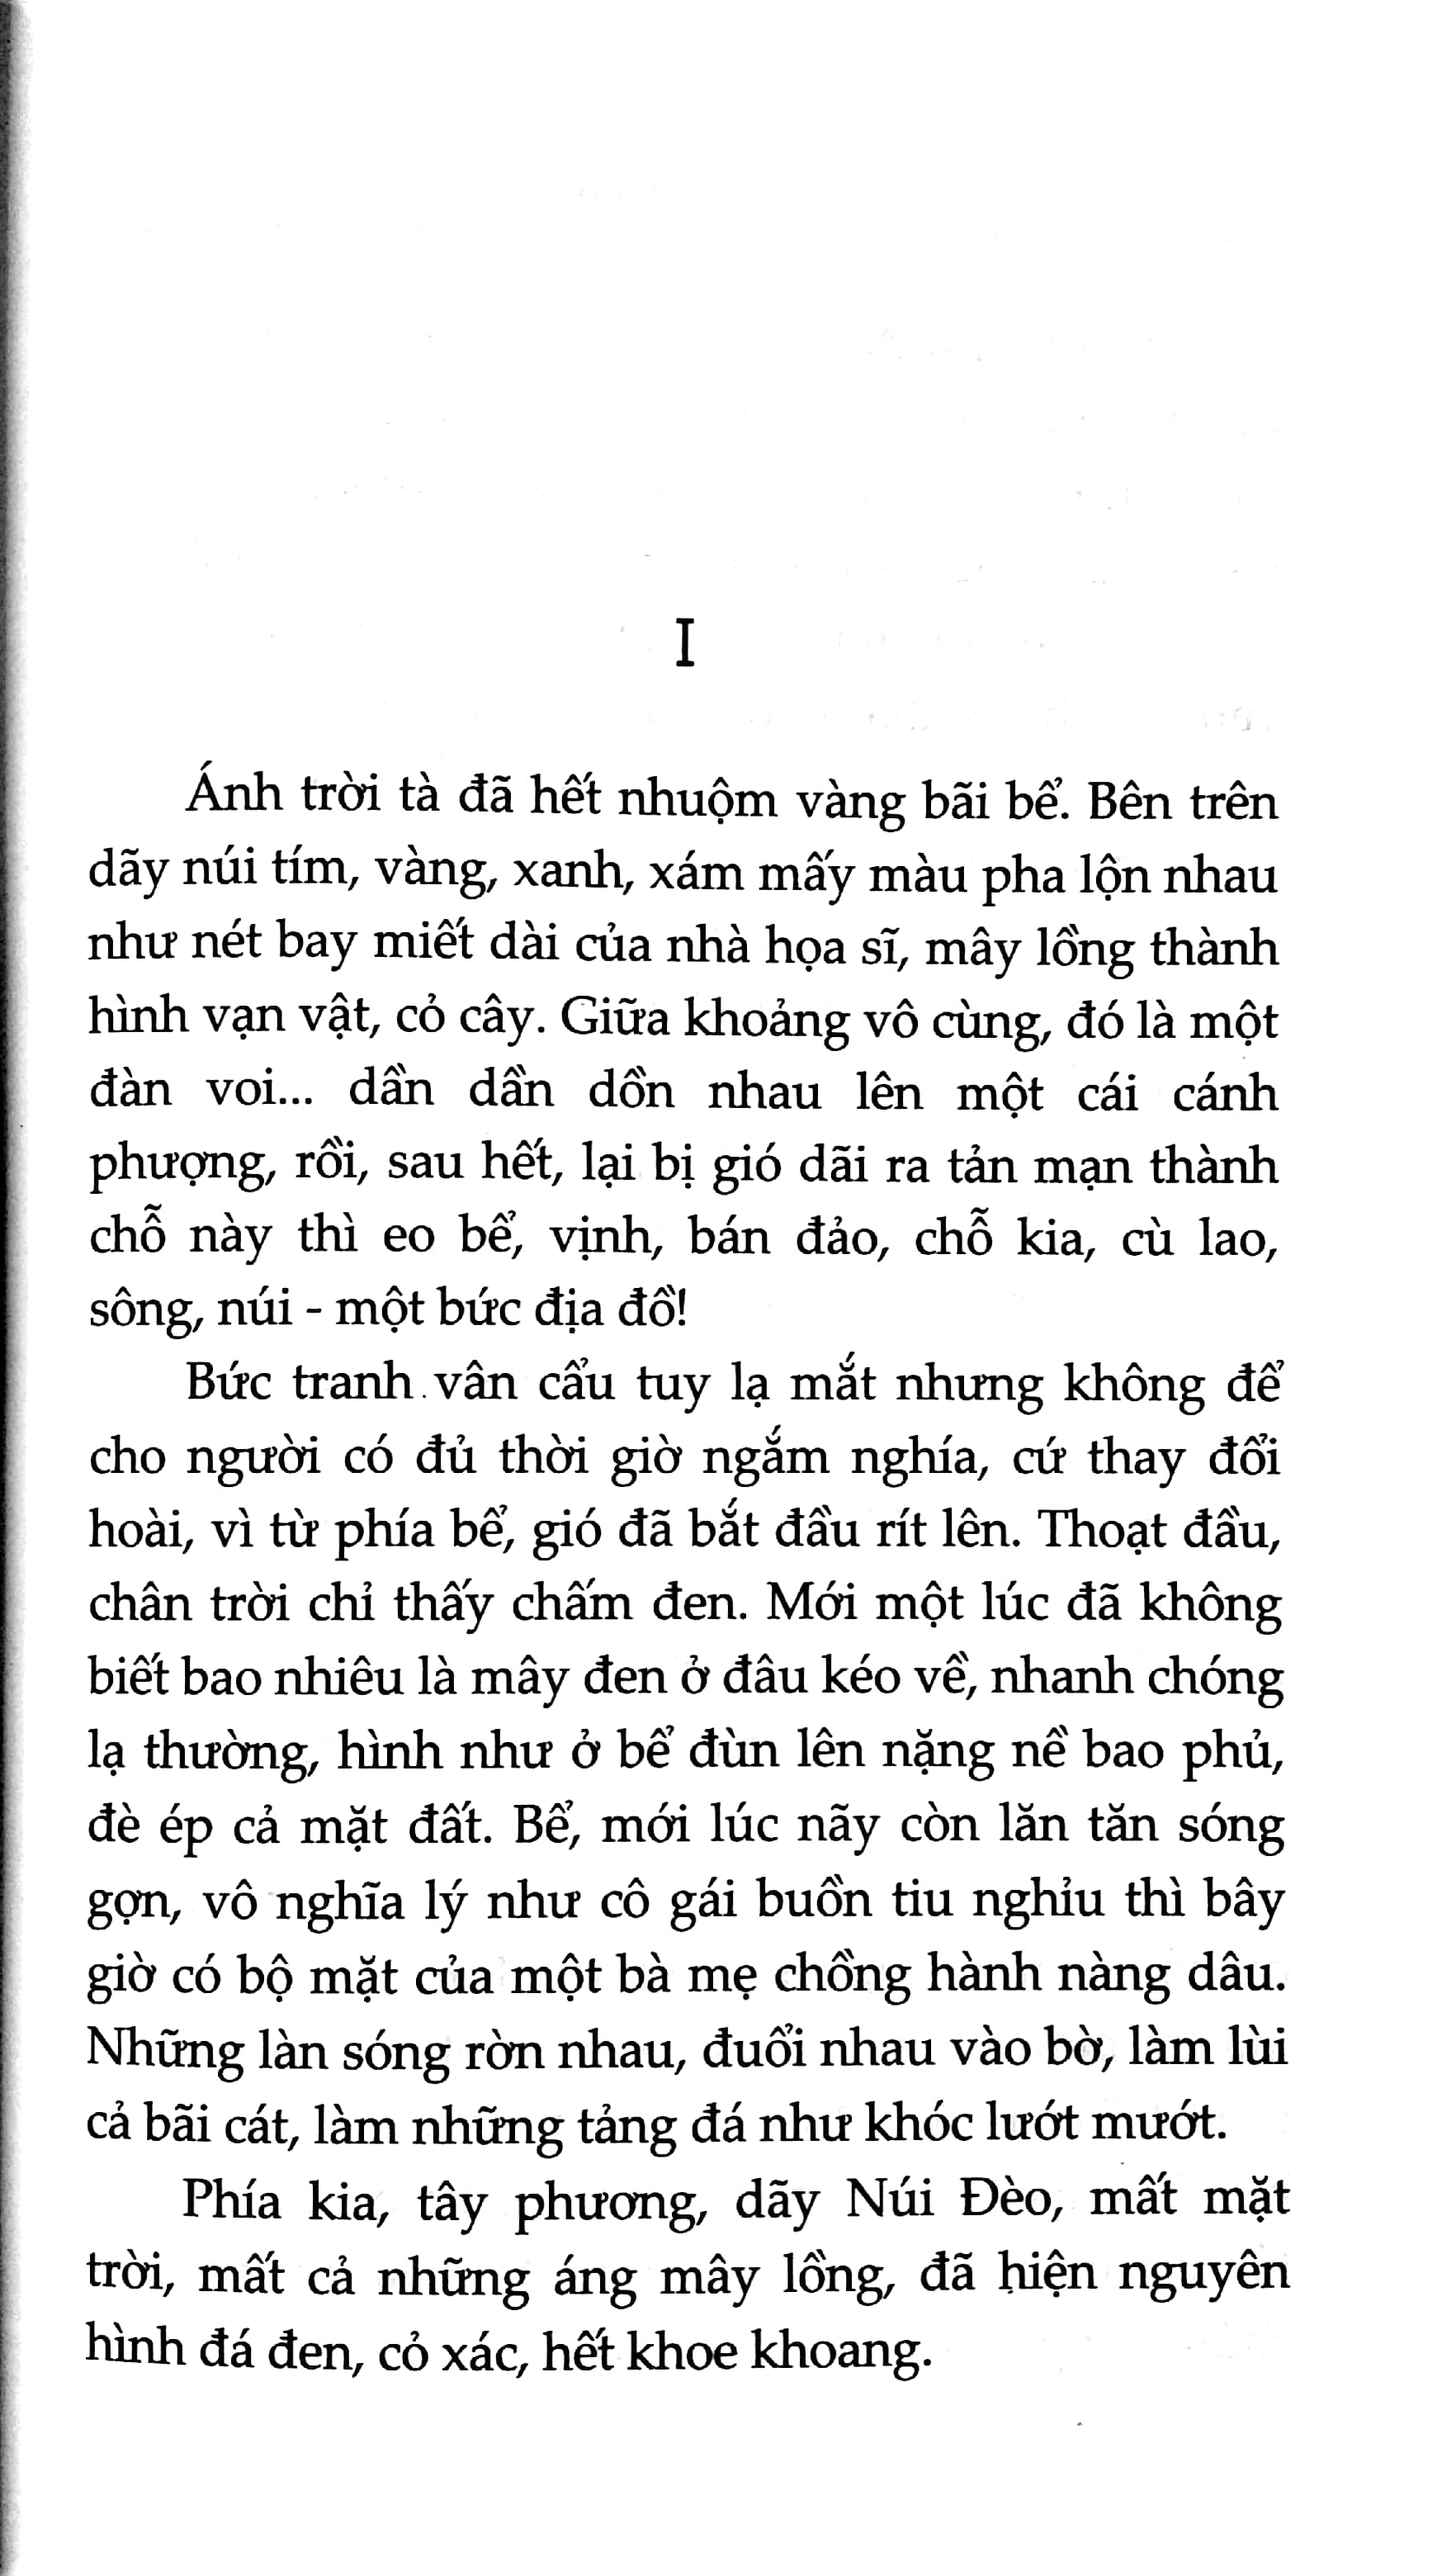 I
Ánh trời tà đã hết nhuộm vàng bãi bể. Bên trên
dãy núi tím, vàng, xanh, xám mấy màu pha lộn nhau
như nét bay miết dài của nhà họa sĩ, mây lồng thành
hình vạn vật, cỏ cây. Giữa khoảng vô cùng, đó là một
đàn voi... dần dần dồn nhau lên một cái cánh
phượng, rồi, sau hết, lại bị gió dãi ra tản mạn thành
chỗ này thì eo bể, vịnh, bán đảo, chỗ kia, cù lao,
sông, núi - một bức địa đồ!
Bức tranh vân cẩu tuy lạ mắt nhưng không để
cho người có đủ thời giờ ngắm nghía, cứ thay đổi
hoài, vì từ phía bể, gió đã bắt đầu rít lên. Thoạt đầu,
chân trời chỉ thấy chấm đen. Mới một lúc đã không
biết bao nhiêu là mây đen ở đâu kéo về, nhanh chóng
lạ thường, hình như ở bể đùn lên nặng nề bao phủ,
đè ép cả mặt đất. Bể, mới lúc nãy còn lăn tăn sóng
gợn, vô nghĩa lý như cô gái buồn tiu nghỉu thì bây
giờ có bộ mặt của một bà mẹ chồng hành nàng dâu.
Những làn sóng rờn nhau, đuổi nhau vào bờ, làm lùi
cả bãi cát, làm những tảng đá như khóc lướt mướt.
Phía kia, tây phương, dãy Núi Đèo, mất mặt
trời, mất cả những áng mây lồng, đã hiện nguyên
hình đá đen, cỏ xác, hết khoe khoang.